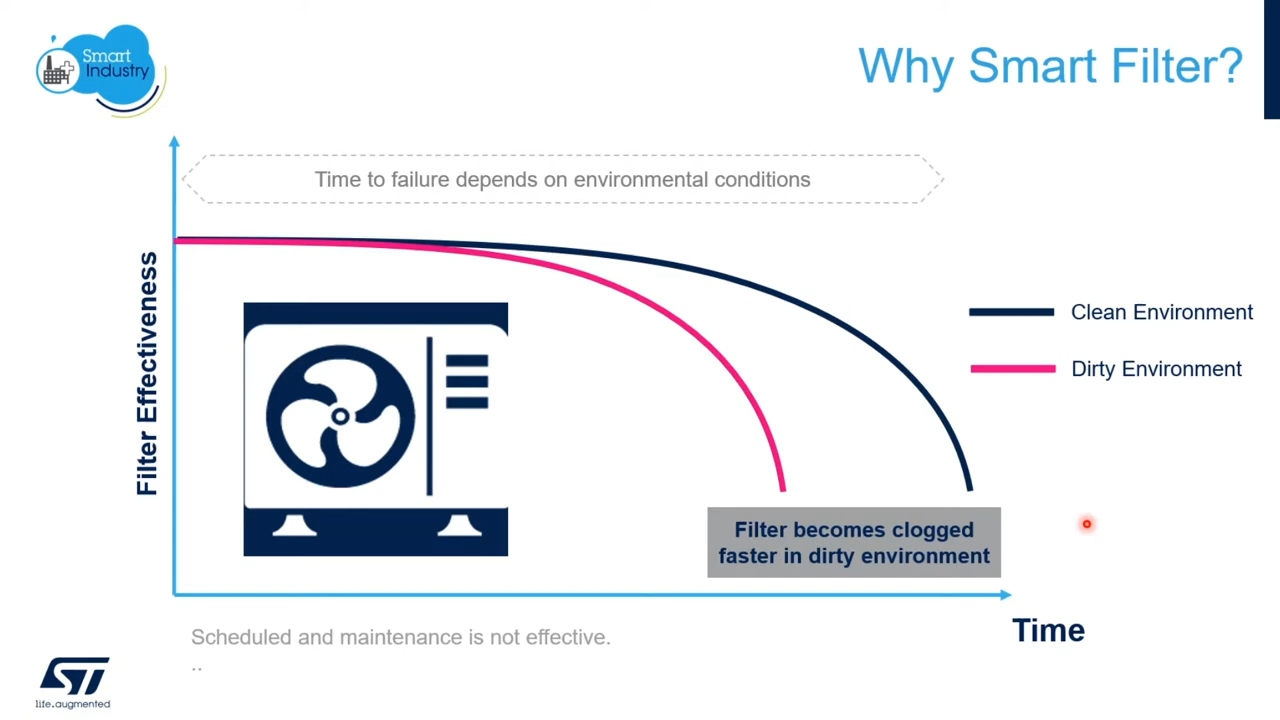 Smart
Industry
Why Smart Filter?
Time to failure depends on environmental conditions
Filter Effectiveness
Clean Environment
Dirty Environment
Filter becomes clogged
faster in dirty environment
Time
Scheduled and maintenance is not effective.
..
ST
life.augmented